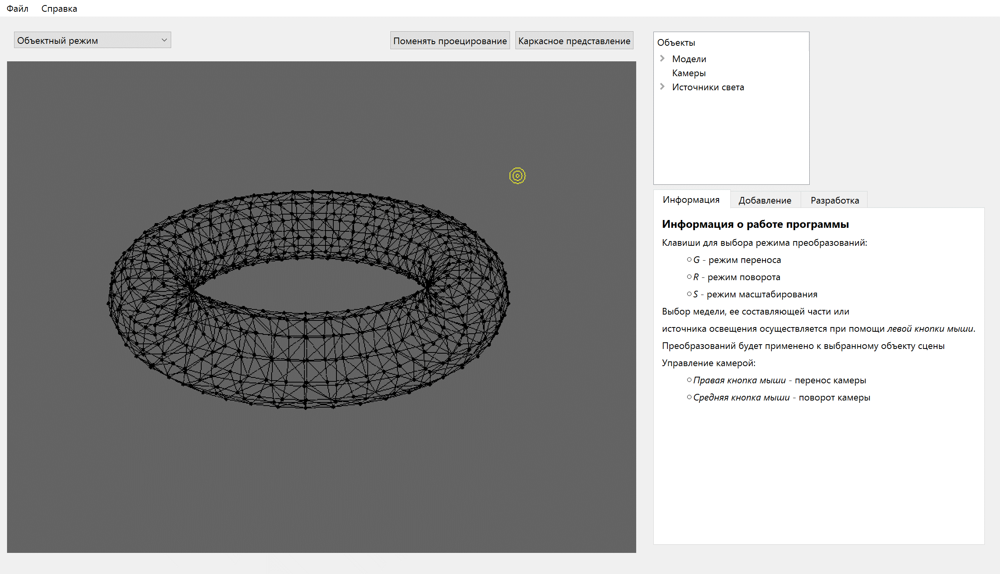 Файл Справка
Объектный режим
Поменять проецирование
Каркасное представление
Объекты
Модели
Камеры
Источники света
Информация Добавление Разработка
Информация о работе программы
Клавиши для выбора режима преобразований:
G - режим переноса
R - режим поворота
S - режим масштабирования
Выбор медели, ее составляющей части или
источника освещения осуществляется при помощи левой кнопки мыши.
Преобразований будет применено к выбранному объекту сцены
Управление камерой:
Правая кнопка мыши - перенос камеры
Средняя кнопка мыши - поворот камеры